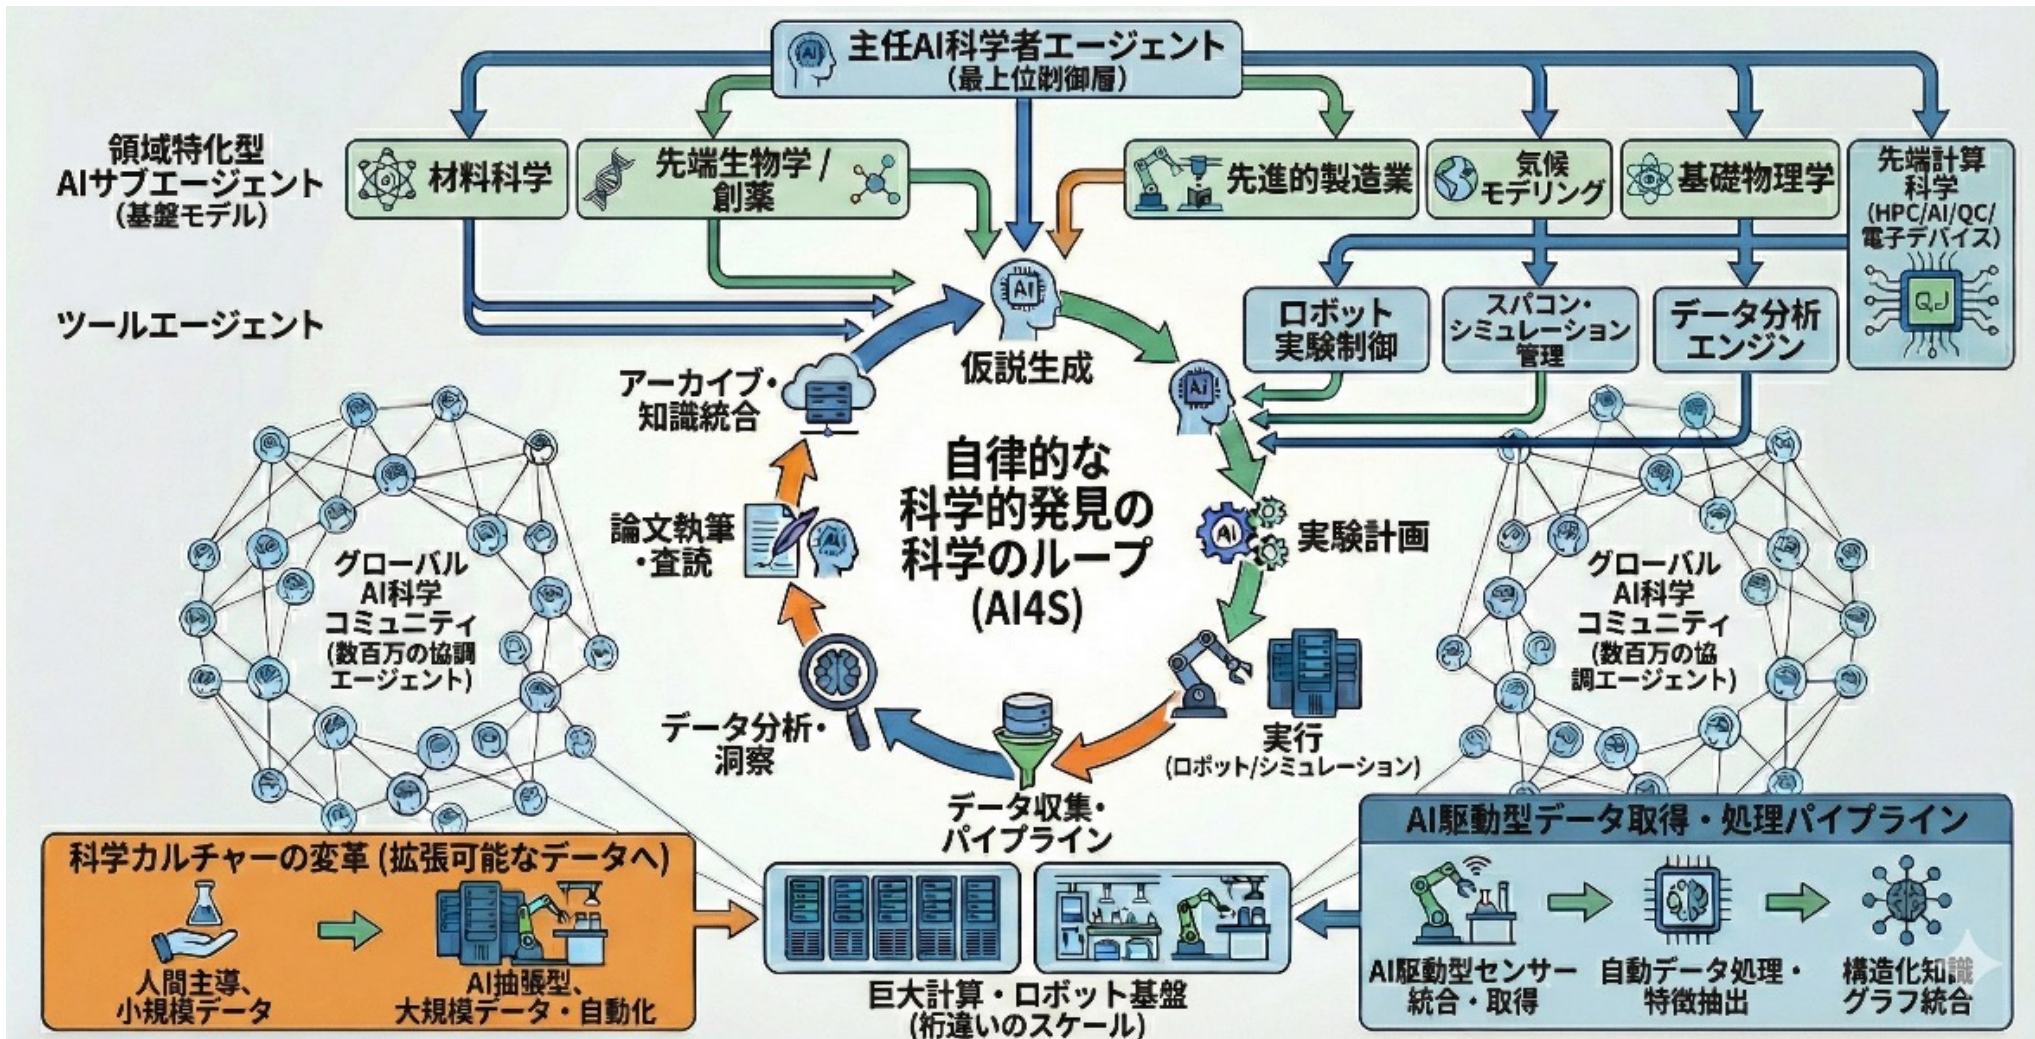 主任AI科学者エージェント
(最上位制御層)
領域特化型
AIサブエージェント
(基盤モデル)
材料科学
先端生物学 /
創薬
先進的製造業
気候
モデリング
基礎物理学
先端計算
科学
(HPC/AI/QC/
電子デバイス)
ツールエージェント
ロボット
実験制御
スパコン・
シミュレーション
管理
データ分析
エンジン
AI
仮説生成
Ai
アーカイブ・
知識統合
自律的な
科学的発見の
科学のループ
(AI4S)
論文執筆
・査読
AI
AI
実験計画
グローバル
AI科学
コミュニティ
(数百万の協調
エージェント)
グローバル
AI科学
コミュニティ
(数百万の協
調エージェント)
データ分析・
洞察
実行
(ロボット/シミュレーション)
データ収集・
パイプライン
科学カルチャーの変革 (拡張可能なデータへ)
人間主導、
小規模データ
AI抽張型、
大規模データ・自動化
巨大計算・ロボット基盤
(桁違いのスケール)
AI駆動型データ取得・処理パイプライン
AI駆動型センサー
統合・取得
自動データ処理・
特徴抽出
構造化知識
グラフ統合